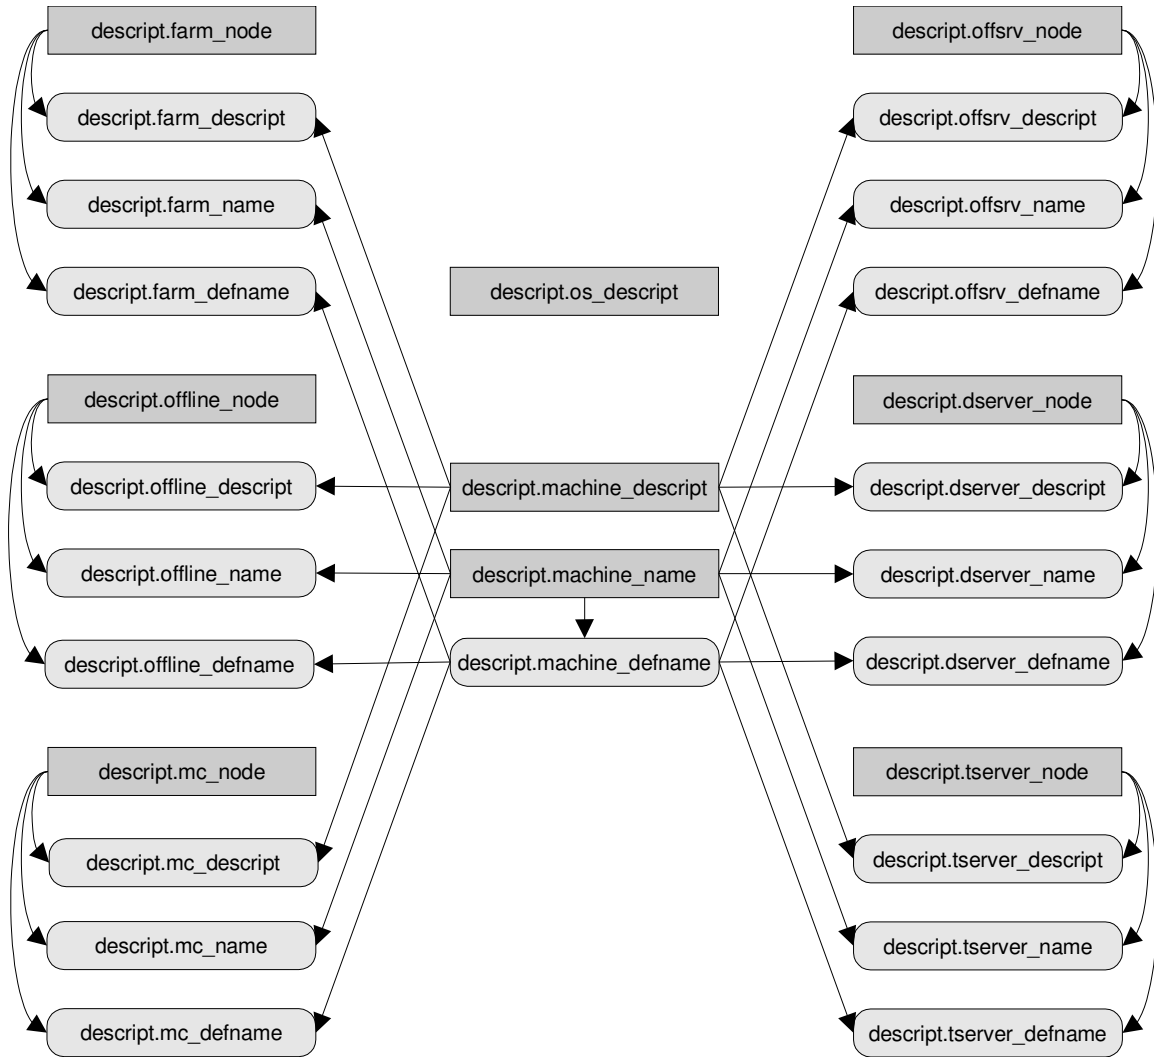 descript.farm_node
descript.farm_descript
descript.farm_name
descript.farm_defname
descript.offline_node
descript.offline_descript
descript.offline_name
descript.offline_defname
descript.mc_node
descript.mc_descript
descript.mc_name
descript.mc_defname
descript.os_descript
descript.machine_descript
descript.machine_name
descript.machine_defname
descript.offsrv_node
descript.offsrv_descript
descript.offsrv_name
descript.offsrv_defname
descript.dserver_node
descript.dserver_descript
descript.dserver_name
descript.dserver_defname
descript.tserver_node
descript.tserver_descript
descript.tserver_name
descript.tserver_defname